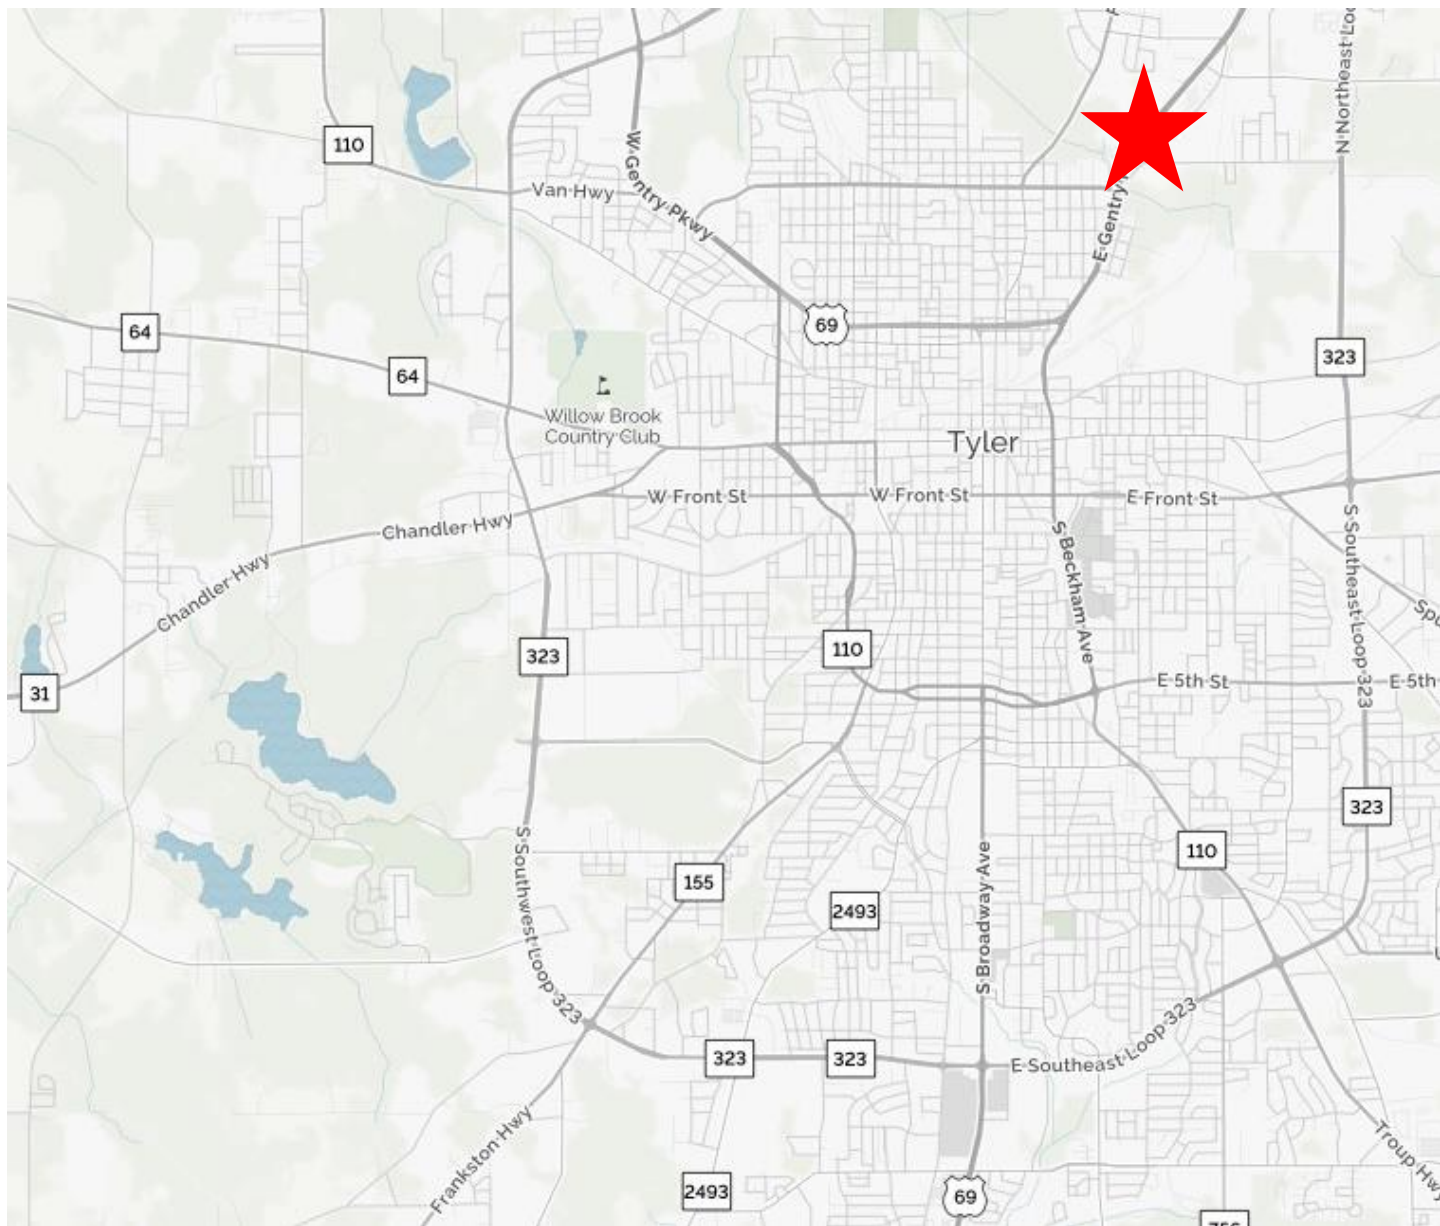 N Northeast Lo
110
Van Hwy
W Gentry Pkwy
E Gentry
69
64
323
64
Willow Brook
Country Club
Tyler
W Front St
W Front St
E Front St
Chandler Hwy
Chandler Hwy
S Beckham Ave
S Southeast Loop 323
Spu
323
110
31
E 5th St
E 5th
323
110
S Southwest Loop 323
155
2493
S Broadway Ave
323
323
E Southeast Loop 323
Frankston Hwy
Troup Hwy
2493
69